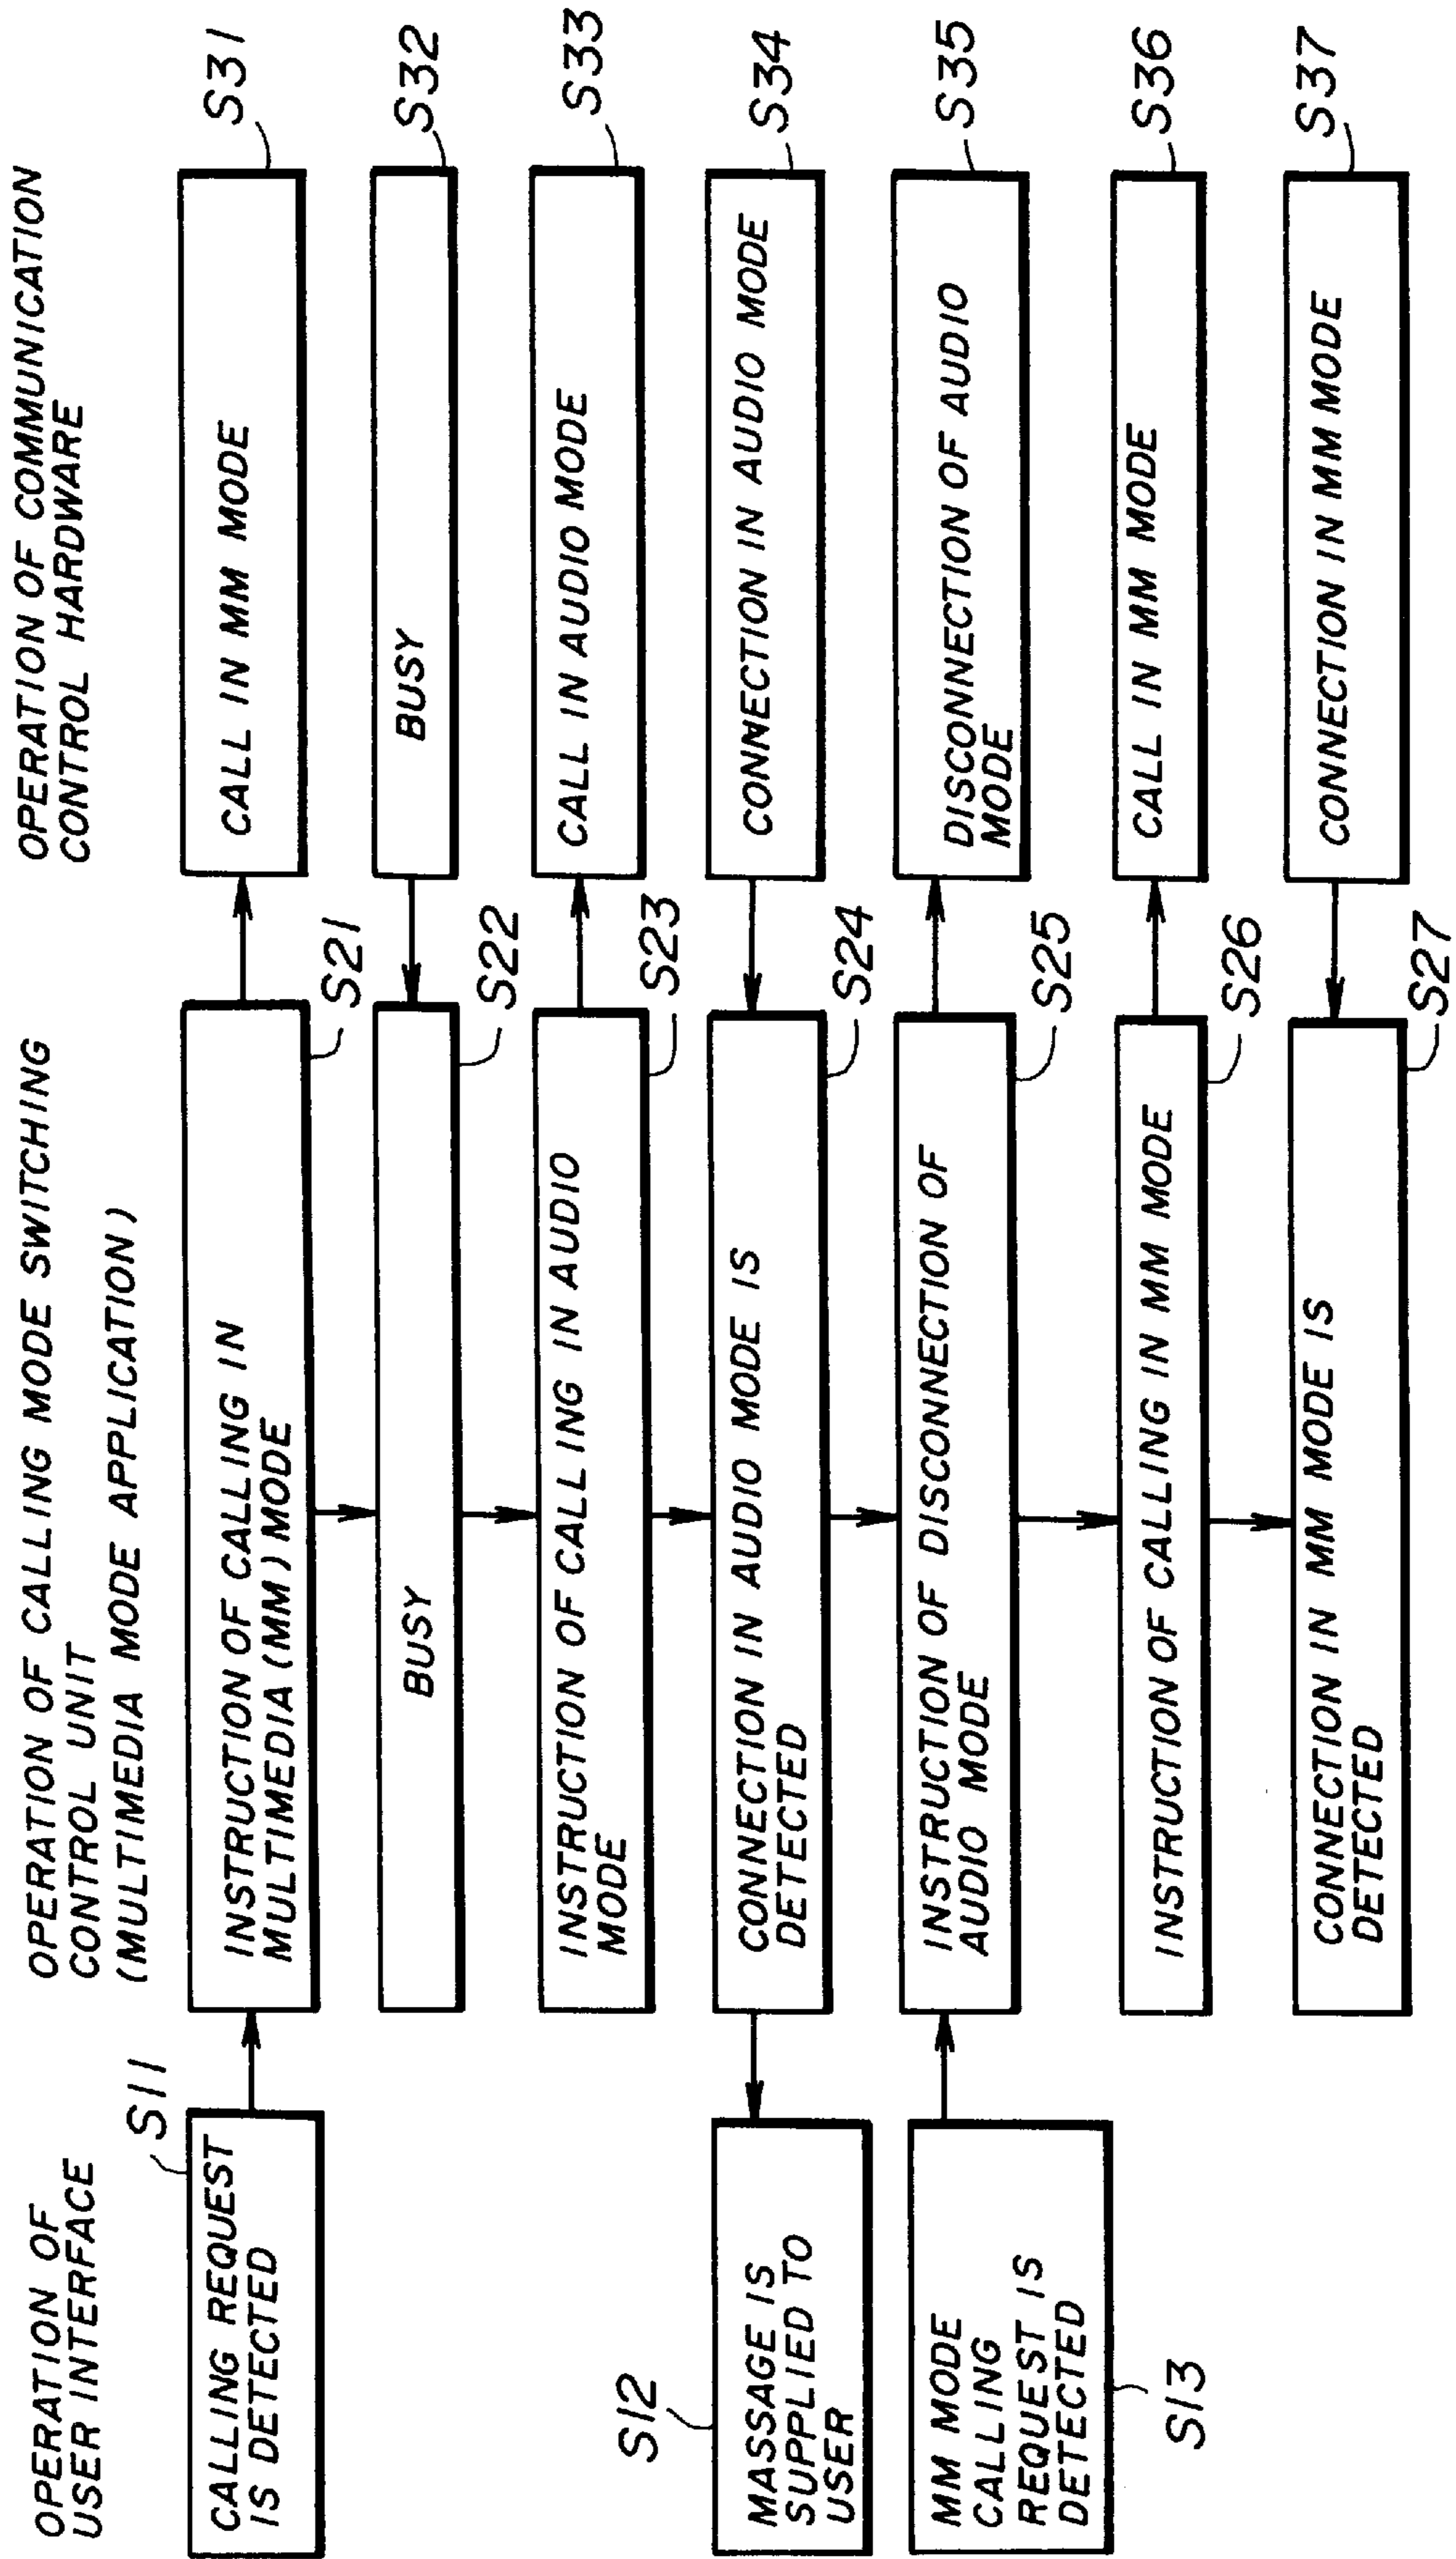 OPERATION OF
USER INTERFACE
OPERATION OF CALLING MODE SWITCHING
CONTROL UNIT
(MULTIMEDIA MODE APPLICATION)
OPERATION OF COMMUNICATION
CONTROL HARDWARE
S11
CALLING REQUEST
IS DETECTED
INSTRUCTION OF CALLING IN
MULTIMEDIA (MM) MODE
S21
CALL IN MM MODE
S31
BUSY
S22
BUSY
S32
INSTRUCTION OF CALLING IN AUDIO
MODE
S23
CALL IN AUDIO MODE
S33
S12
MASSAGE IS
SUPPLIED TO
USER
CONNECTION IN AUDIO MODE IS
DETECTED
S24
CONNECTION IN AUDIO MODE
S34
MM MODE
CALLING
REQUEST IS
DETECTED
S13
INSTRUCTION OF DISCONNECTION OF
AUDIO MODE
S25
DISCONNECTION OF AUDIO
MODE
S35
INSTRUCTION OF CALLING IN MM MODE
S26
CALL IN MM MODE
S36
CONNECTION IN MM MODE IS
DETECTED
S27
CONNECTION IN MM MODE
S37